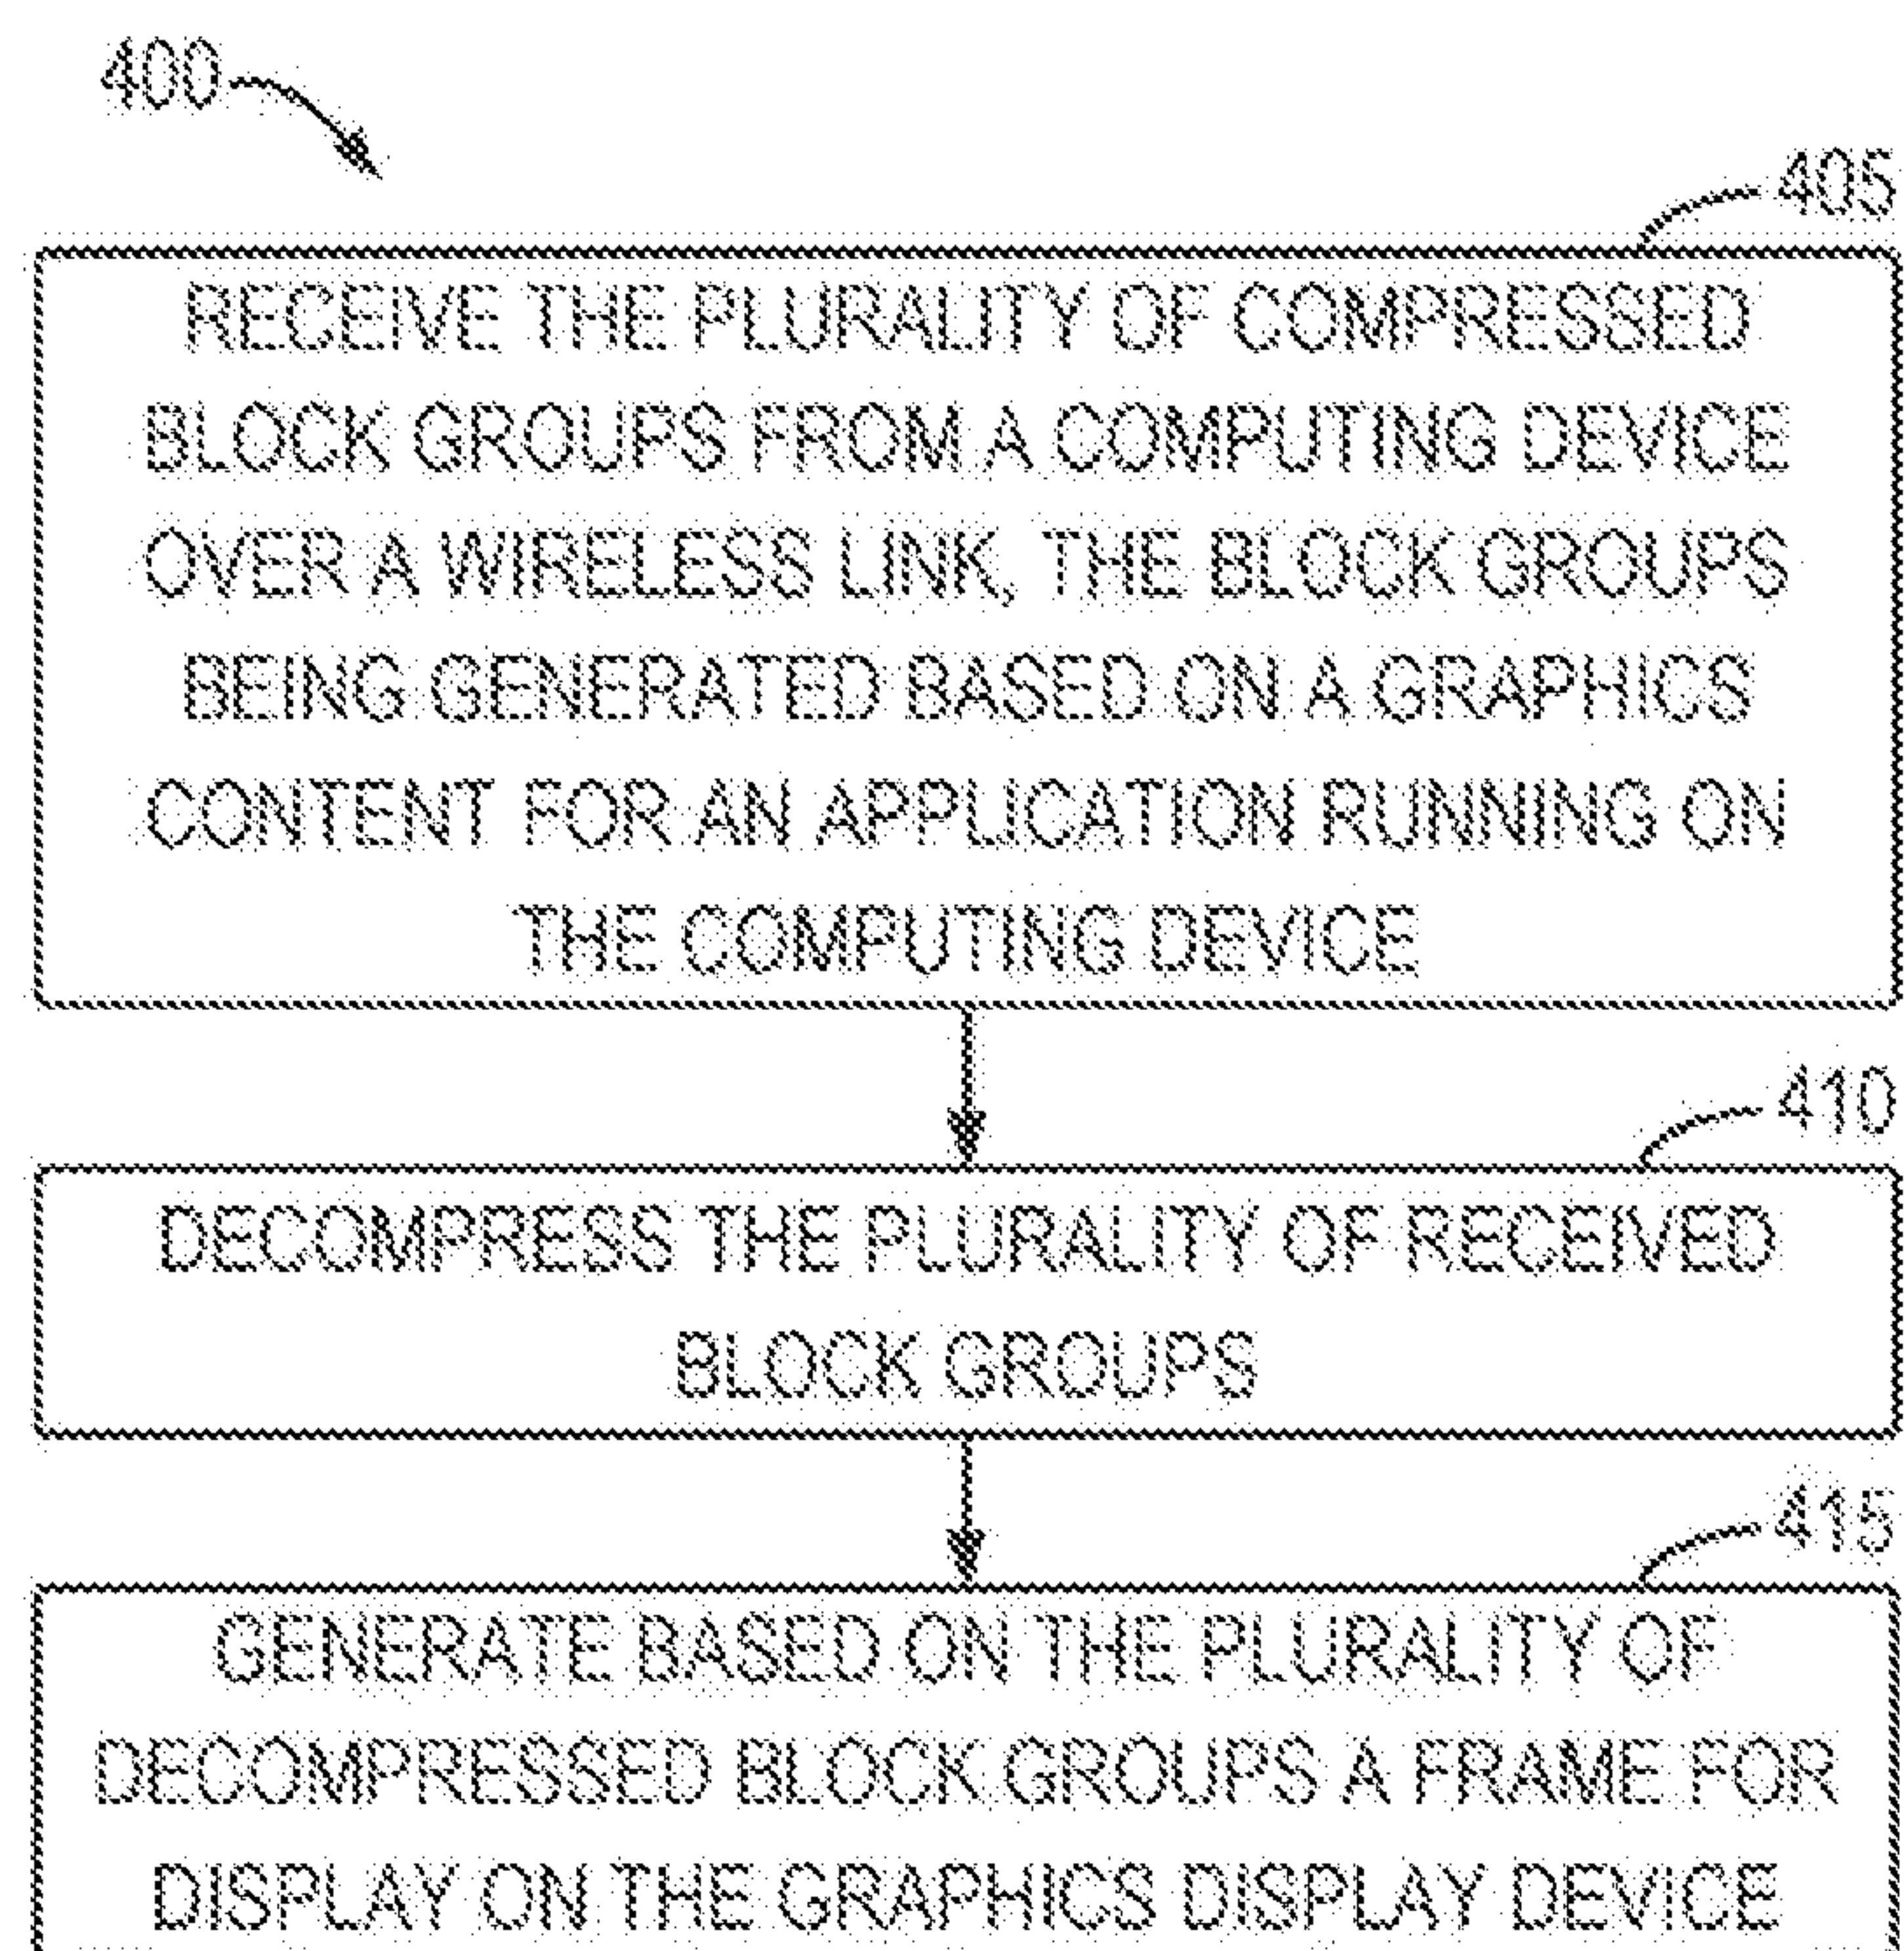 400
405
RECEIVE THE PLURALITY OF COMPRESSED
BLOCK GROUPS FROM A COMPUTING DEVICE
OVER A WIRELESS LINK, THE BLOCK GROUPS
BEING GENERATED BASED ON A GRAPHICS
CONTENT FOR AN APPLICATION RUNNING ON
THE COMPUTING DEVICE
410
DECOMPRESS THE PLURALITY OF RECEIVED
BLOCK GROUPS
415
GENERATE BASED ON THE PLURALITY OF
DECOMPRESSED BLOCK GROUPS A FRAME FOR
DISPLAY ON THE GRAPHICS DISPLAY DEVICE